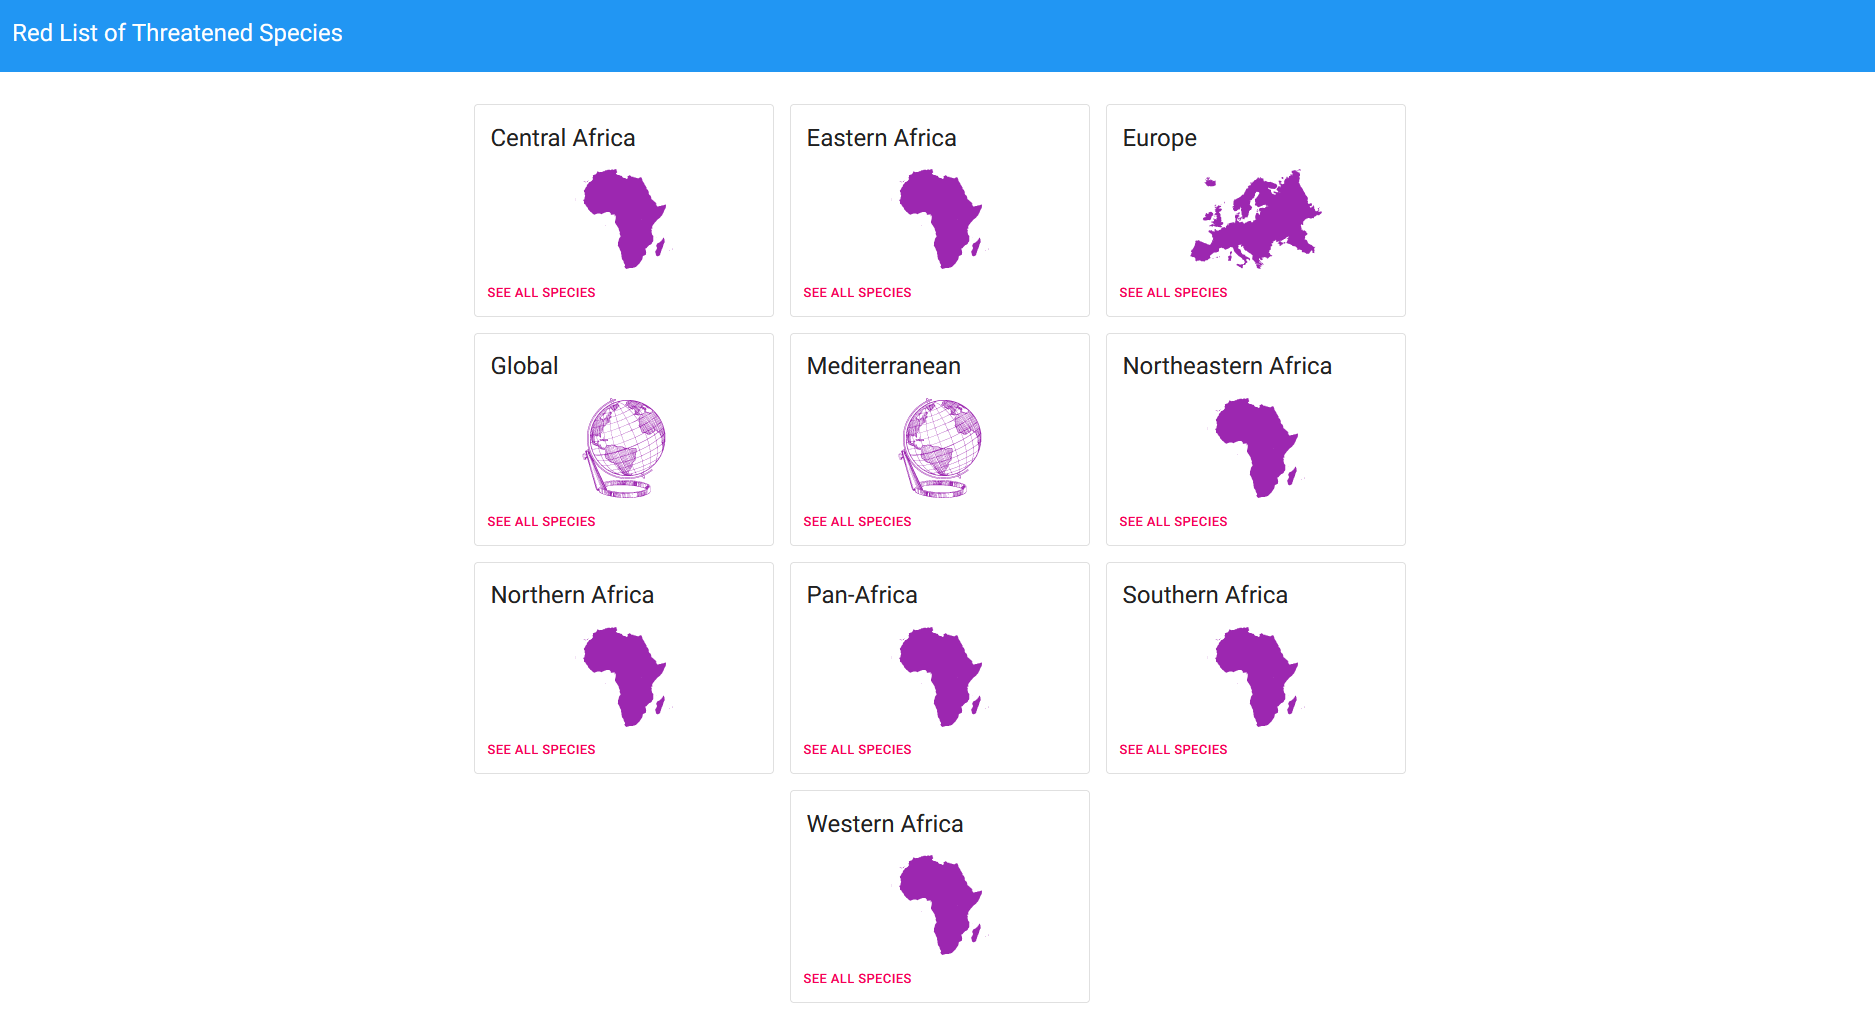 Red List of Threatened Species
Central Africa
SEE ALL SPECIES
Eastern Africa
SEE ALL SPECIES
Europe
SEE ALL SPECIES
Global
SEE ALL SPECIES
Mediterranean
SEE ALL SPECIES
Northeastern Africa
SEE ALL SPECIES
Northern Africa
SEE ALL SPECIES
Pan-Africa
SEE ALL SPECIES
Southern Africa
SEE ALL SPECIES
Western Africa
SEE ALL SPECIES